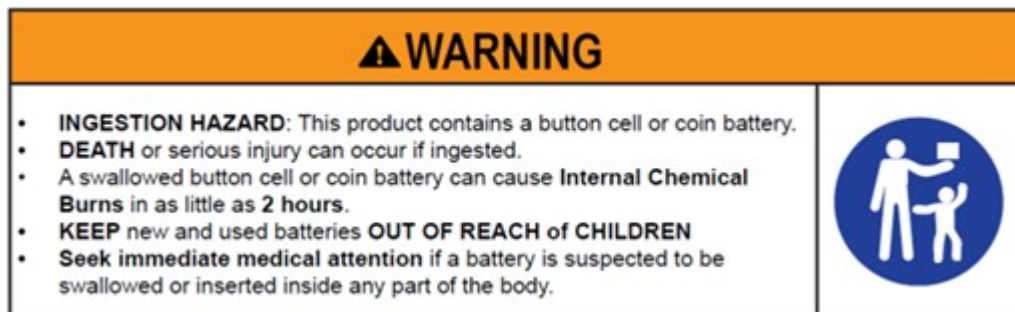 ⚠WARNING
• INGESTION HAZARD: This product contains a button cell or coin battery.
• DEATH or serious injury can occur if ingested.
• A swallowed button cell or coin battery can cause Internal Chemical
Burns in as little as 2 hours.
• KEEP new and used batteries OUT OF REACH of CHILDREN
• Seek immediate medical attention if a battery is suspected to be
swallowed or inserted inside any part of the body.